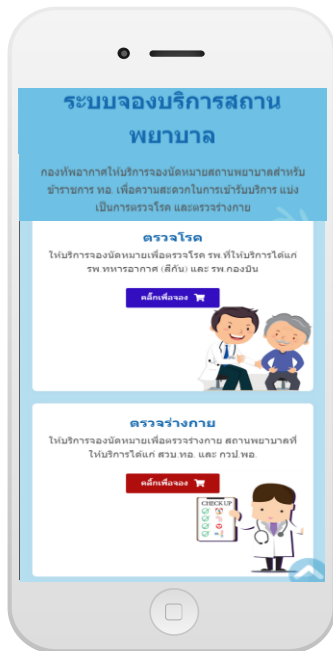 ระบบจองบริการสถาน
พยาบาล
กองทัพอากาศให้บริการจองนัดหมายสถานพยาบาลสำหรับ
ข้าราชการ ทอ. เพื่อความสะดวกในการเข้ารับบริการ แบ่ง
เป็นการตรวจโรค และตรวจร่างกาย
ตรวจโรค
ให้บริการจองนัดหมายเพื่อตรวจโรค รพ.ที่ให้บริการได้แก่
รพ.ทหารอากาศ (สีกัน) และ รพ.กองบิน
คลิ๊กเพื่อจอง
ตรวจร่างกาย
ให้บริการจองนัดหมายเพื่อตรวจร่างกาย สถานพยาบาลที่
ให้บริการได้แก่ สวบ.ทอ. และ กวป.พอ.
คลิ๊กเพื่อจอง
CHECK UP